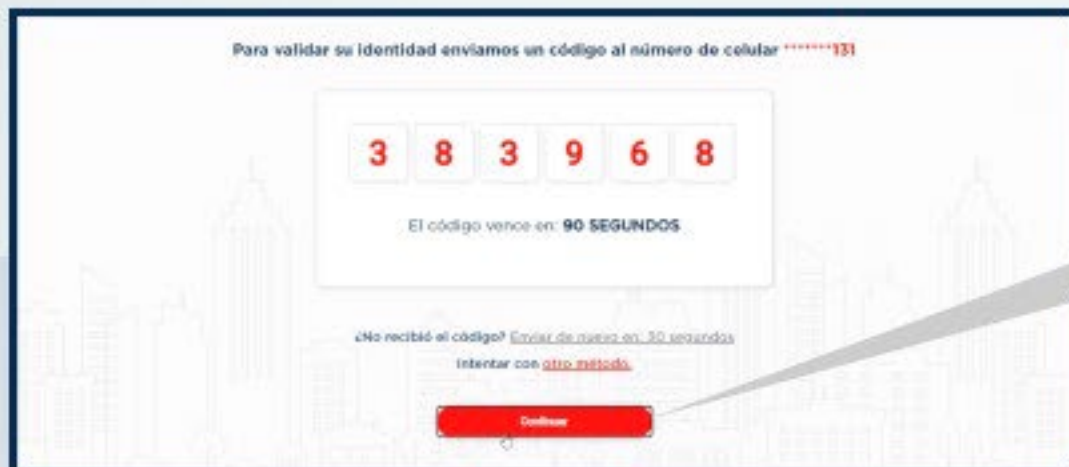 Para validar su identidad enviamos un código al número de celular *******131
3 8 3 9 6 8
El código vence en: 90 SEGUNDOS
¿No recibió el código? Enviar de nuevo en: 30 segundos
Intentar con otro método.
Continuar